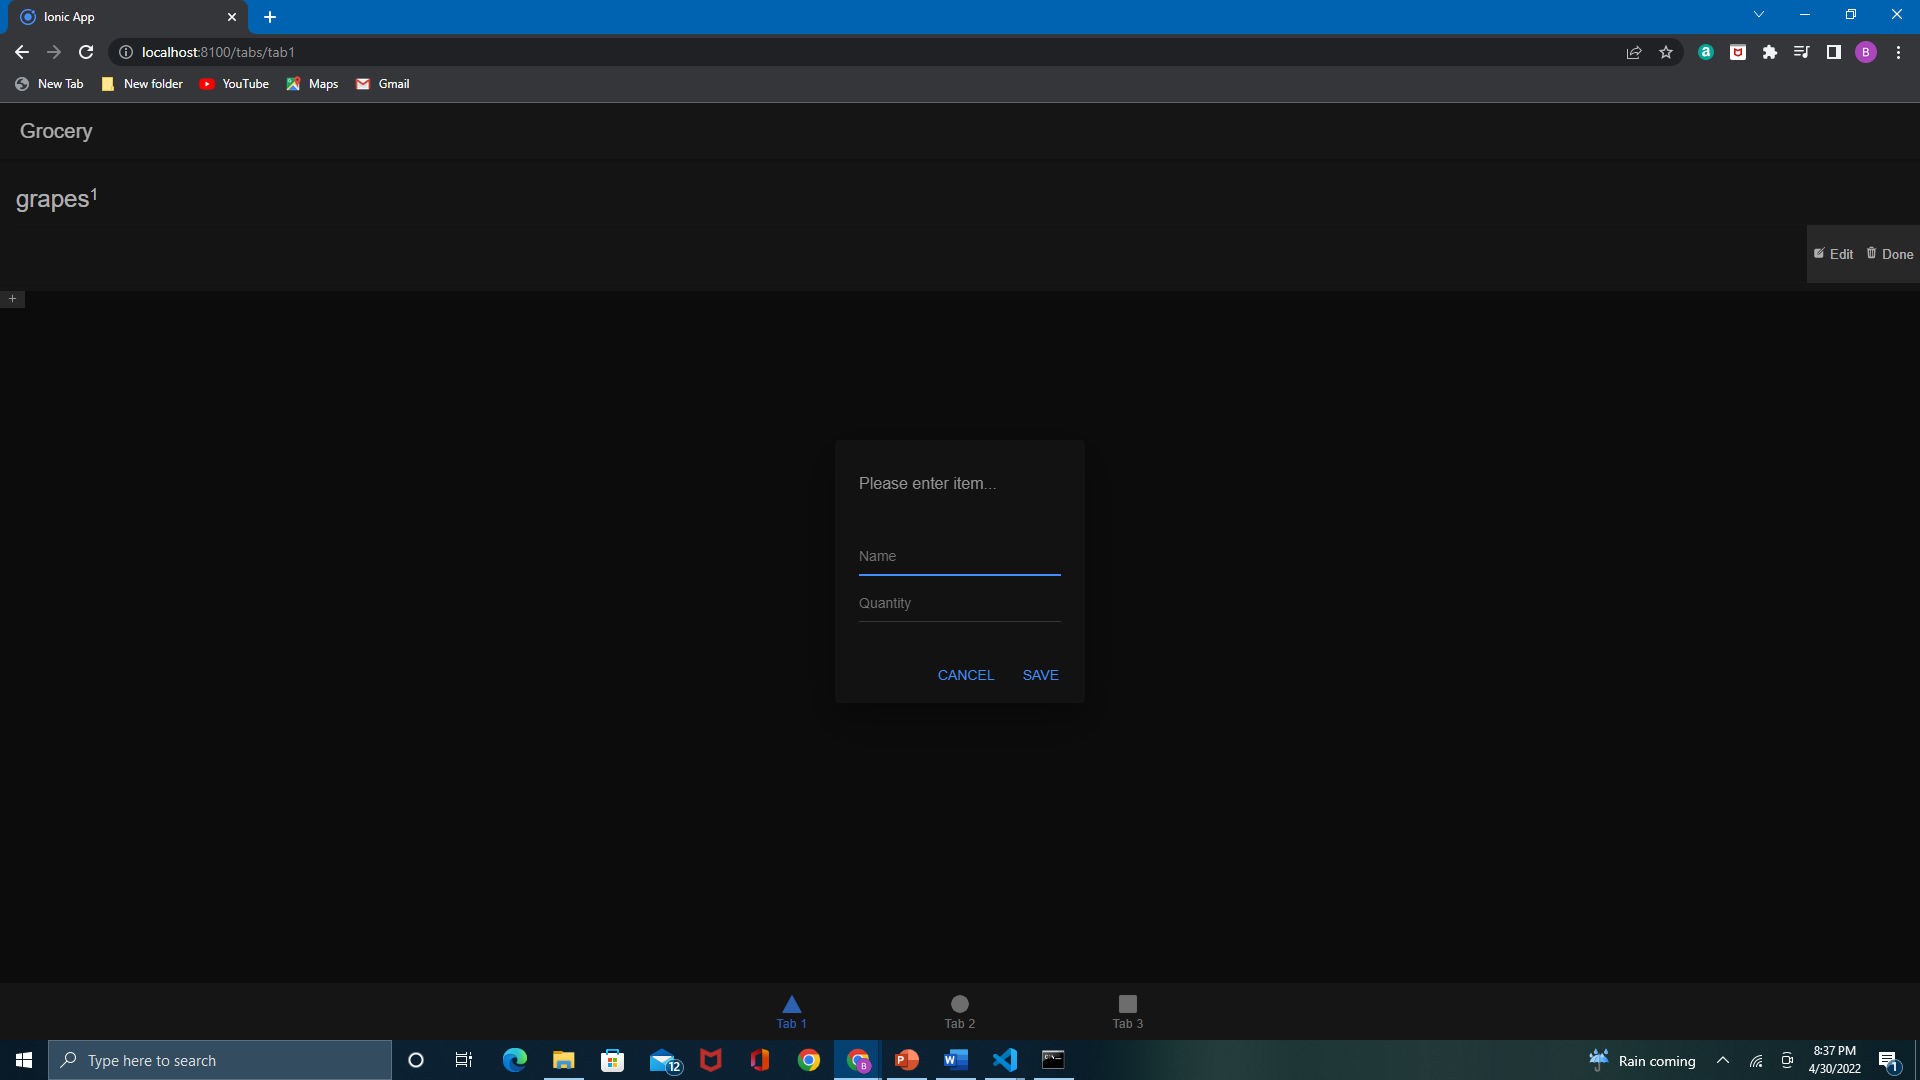 Ionic App
localhost:8100/tabs/tab1
B
New Tab New folder YouTube Maps Gmail
Grocery
grapes1
Edit Done
+
Please enter item...
Name
Quantity
CANCEL SAVE
Tab 1 Tab 2 Tab 3
Type here to search
12
B
Rain coming
8:37 PM
4/30/2022
1